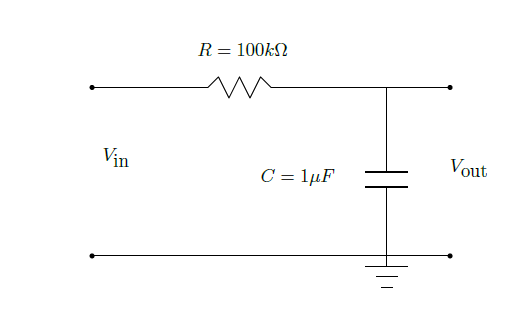 R = 100kΩ
V_in
C = 1μF
V_out